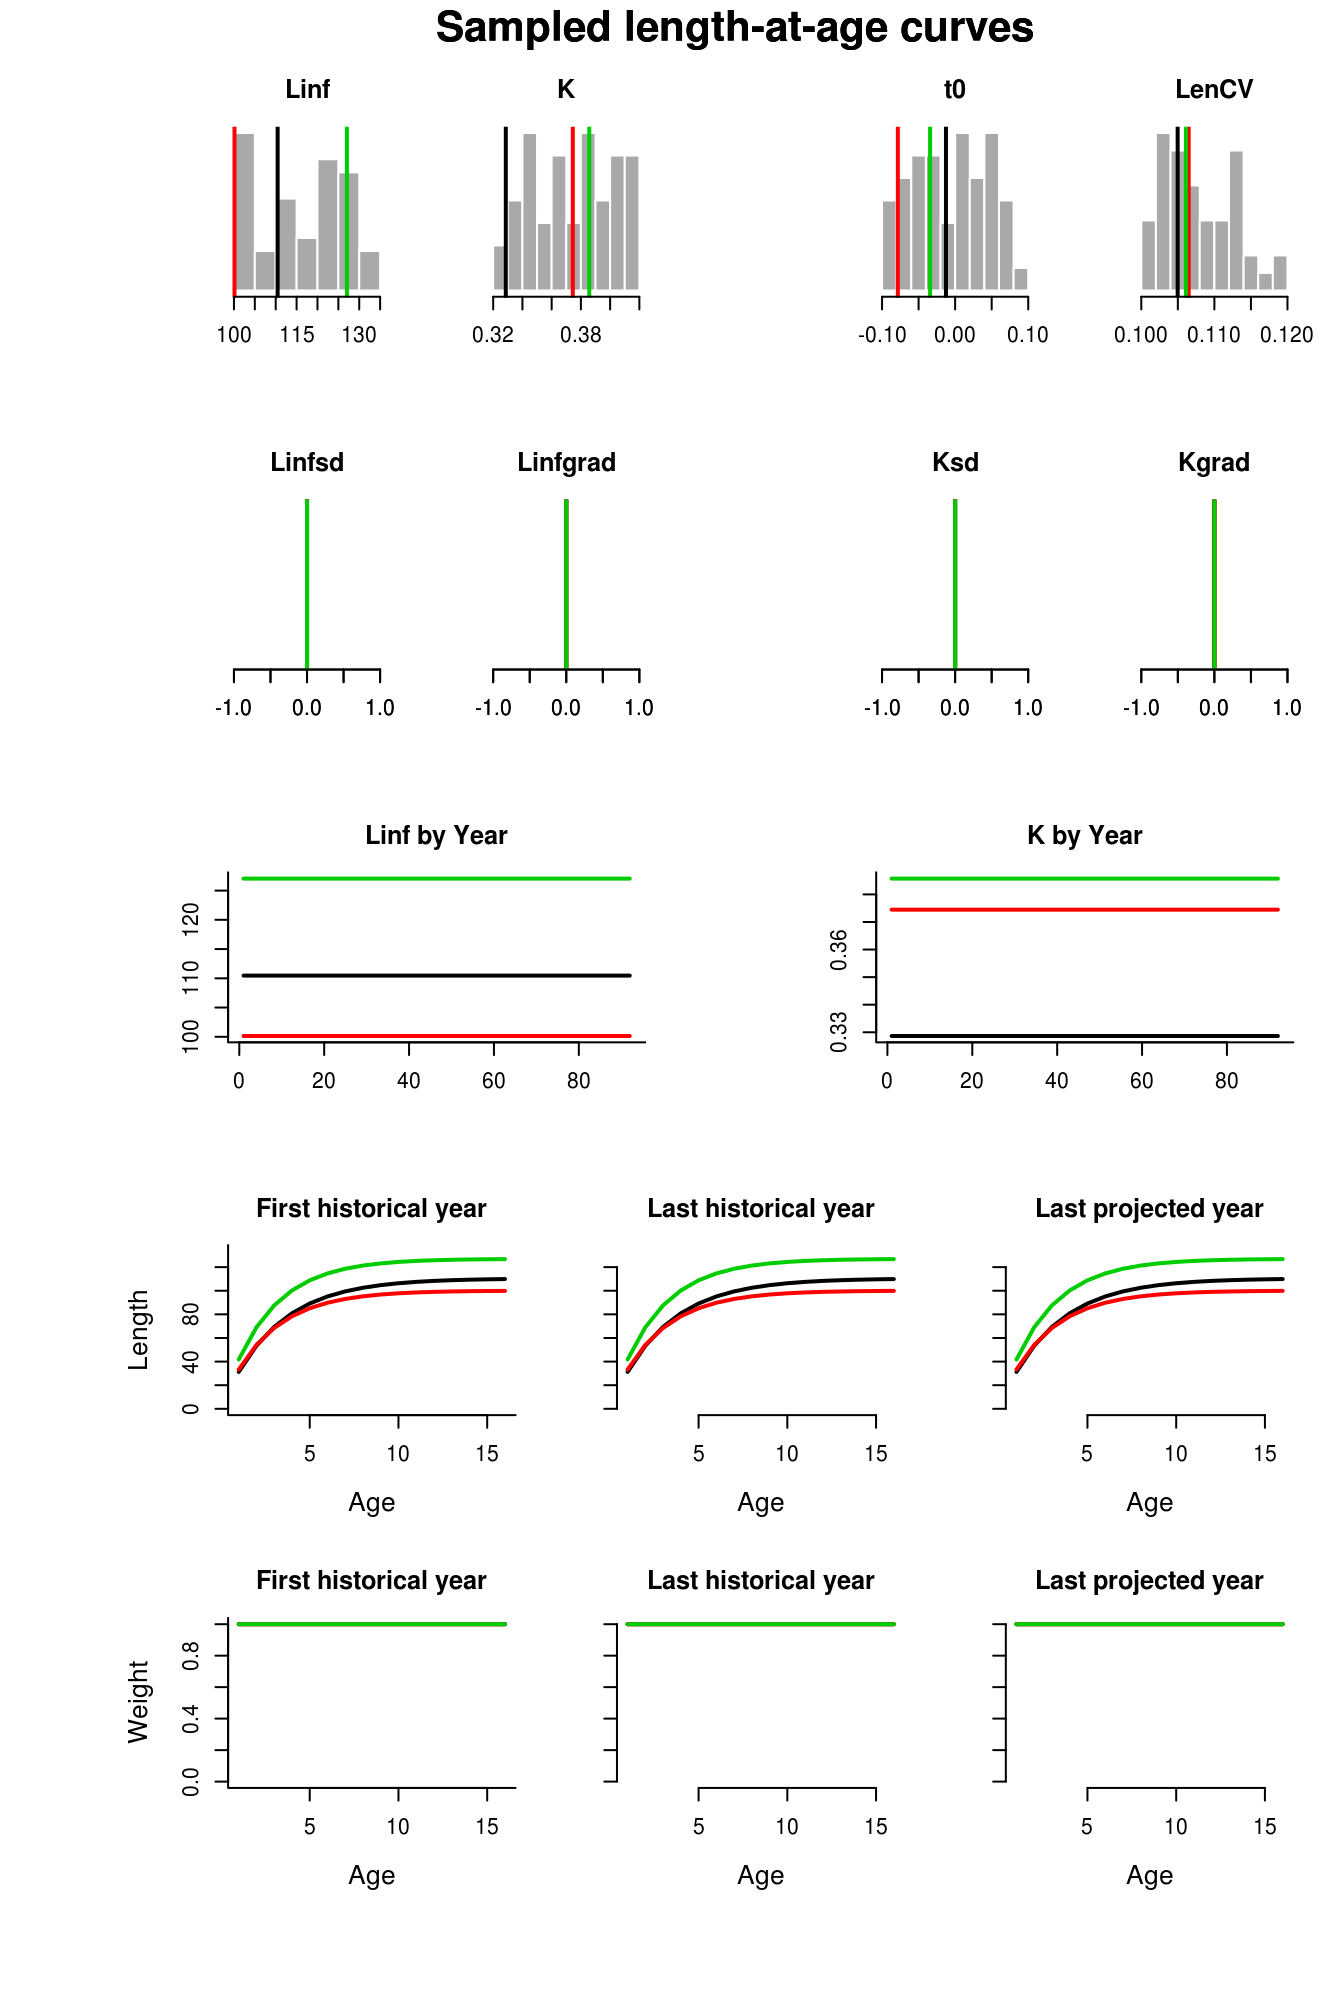 Sampled length-at-age curves
Linf K t0 LenCV
100 115 130 0.32 0.38 -0.10 0.00 0.10 0.100 0.110 0.120
Linfsd Linfgrad Ksd Kgrad
-1.0 0.0 1.0 -1.0 0.0 1.0 -1.0 0.0 1.0 -1.0 0.0 1.0
Linf by Year
100 110 120
0 20 40 60 80
K by Year
0.33 0.36
0 20 40 60 80
First historical year Last historical year Last projected year
Length
0 40 80
5 10 15 5 10 15 5 10 15
Age Age Age
First historical year Last historical year Last projected year
Weight
0.0 0.4 0.8
5 10 15 5 10 15 5 10 15
Age Age Age